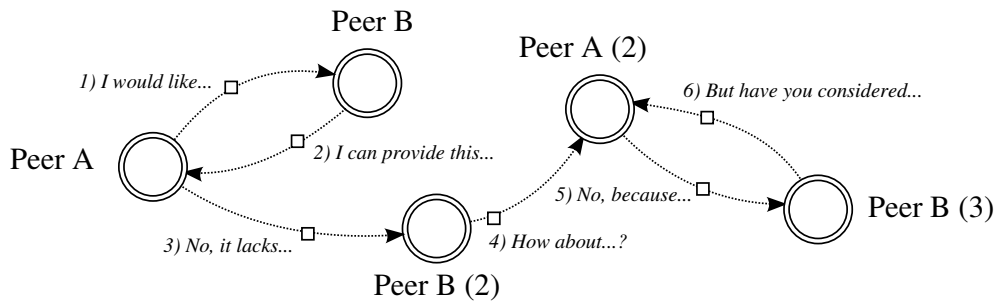 Peer B
1) I would like...
2) I can provide this...
Peer A
3) No, it lacks...
Peer B (2)
4) How about...?
Peer A (2)
5) No, because...
6) But have you considered...
Peer B (3)